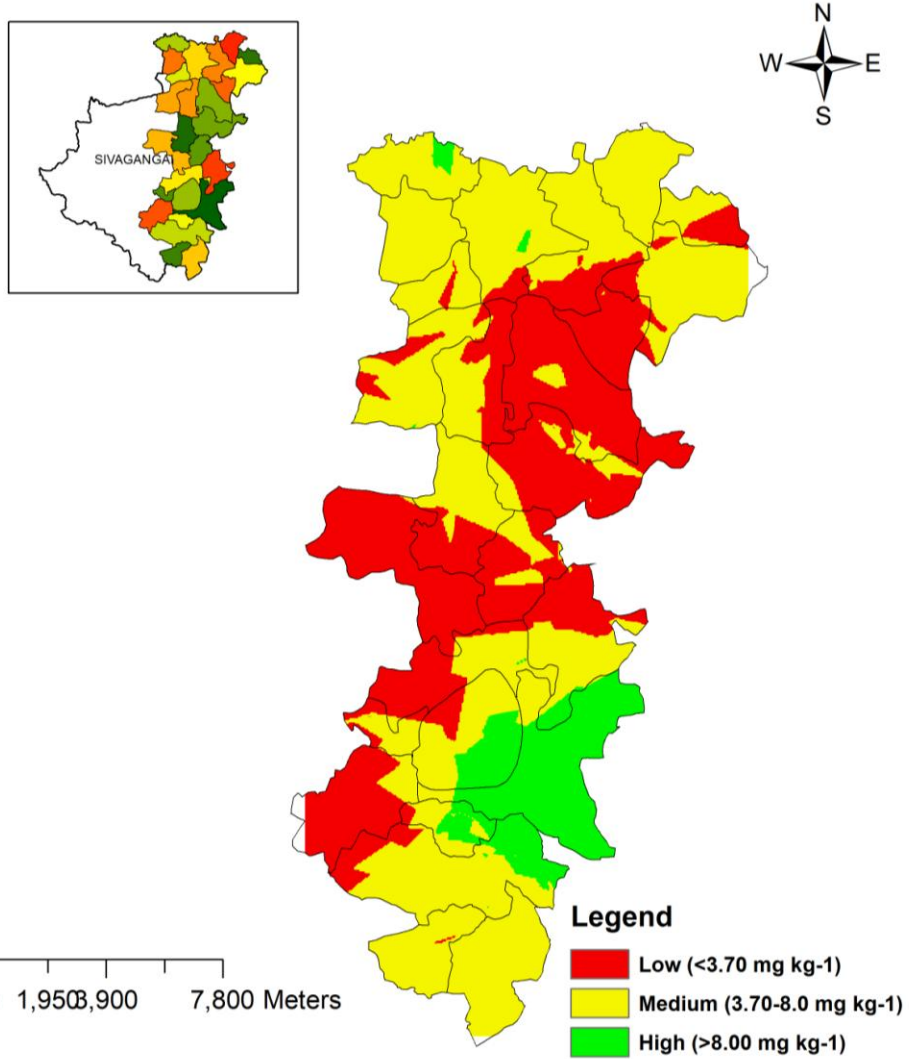 N
W E
S
SIVAGANGAI
Legend
Low (<3.70 mg kg-1)
Medium (3.70-8.0 mg kg-1)
High (>8.00 mg kg-1)
1,950 3,900 7,800 Meters